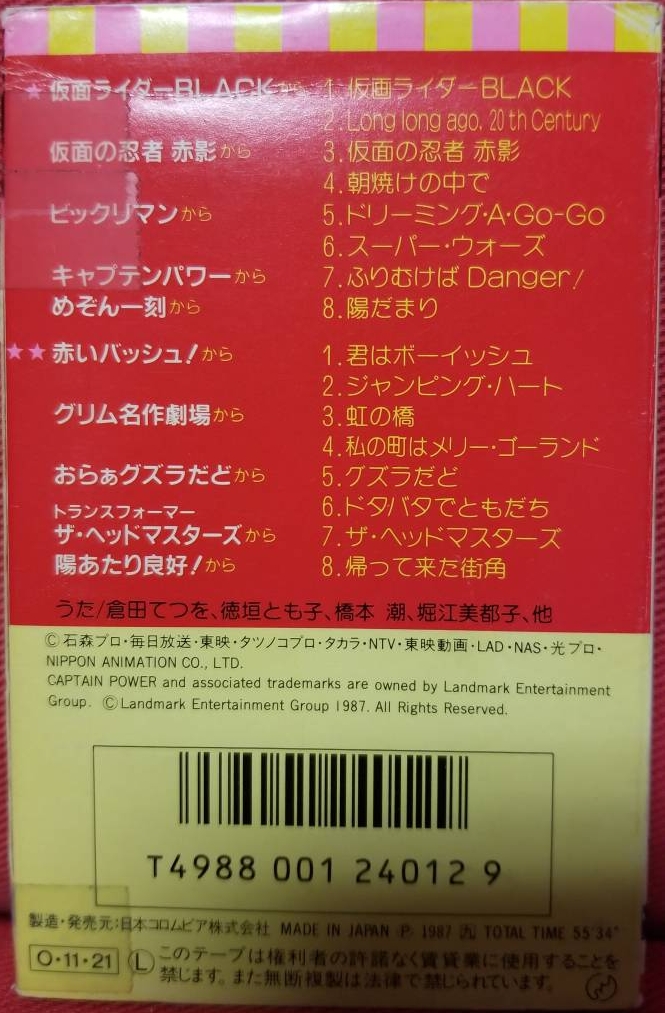 ★ 仮面ライダーBLACKから 1.仮面ライダーBLACK
2.Long long ago, 20th Century
仮面の忍者 赤影から 3.仮面の忍者 赤影
4.朝焼けの中で
ビックリマンから 5.ドリーミング・A・Go-Go
6.スーパー・ウォーズ
キャプテンパワーから 7.ふりむけば Danger!
めぞん一刻から 8.陽だまり
★★ 赤いバッシュ!から 1.君はボーイッシュ
2.ジャンピング・ハート
グリム名作劇場から 3.虹の橋
4.私の町はメリー・ゴーランド
おらぁグズラだどから 5.グズラだど
6.ドタバタでともだち
トランスフォーマー
ザ・ヘッドマスターズから 7.ザ・ヘッドマスターズ
陽あたり良好!から 8.帰って来た街角
うた/倉田てつを、徳垣とも子、橋本 潮、堀江美都子、他
Ⓒ石森プロ・毎日放送・東映・タツノコプロ・タカラ・NTV・東映動画・LAD・NAS・光プロ・
NIPPON ANIMATION CO., LTD.
CAPTAIN POWER and associated trademarks are owned by Landmark Entertainment
Group. ⒸLandmark Entertainment Group 1987. All Rights Reserved.
T4988 001 24012 9
製造・発売元:日本コロムビア株式会社 MADE IN JAPAN Ⓟ 1987 TOTAL TIME 55'34"
O・11・21 Ⓛ このテープは権利者の許諾なく賃貸業に使用することを
禁じます。また無断複製は法律で禁じられています。